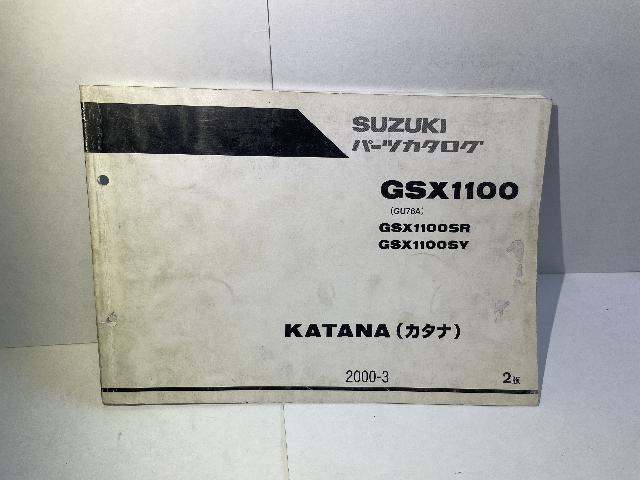 SUZUKI
パーツカタログ
GSX1100
(GU76A)
GSX1100SR
GSX1100SY
KATANA(カタナ)
2000-3
2版